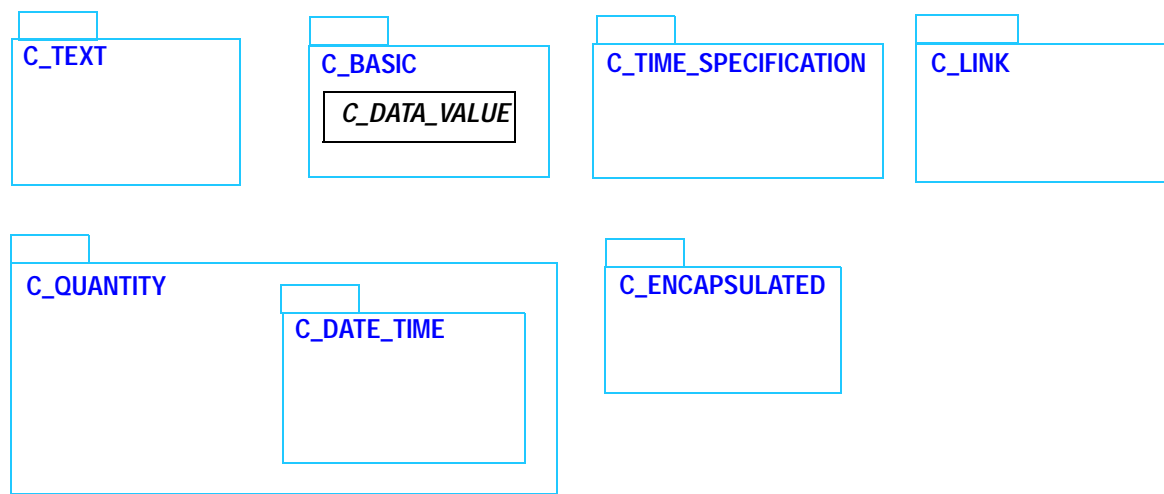 C_TEXT
C_BASIC
C_DATA_VALUE
C_TIME_SPECIFICATION
C_LINK
C_QUANTITY
C_DATE_TIME
C_ENCAPSULATED